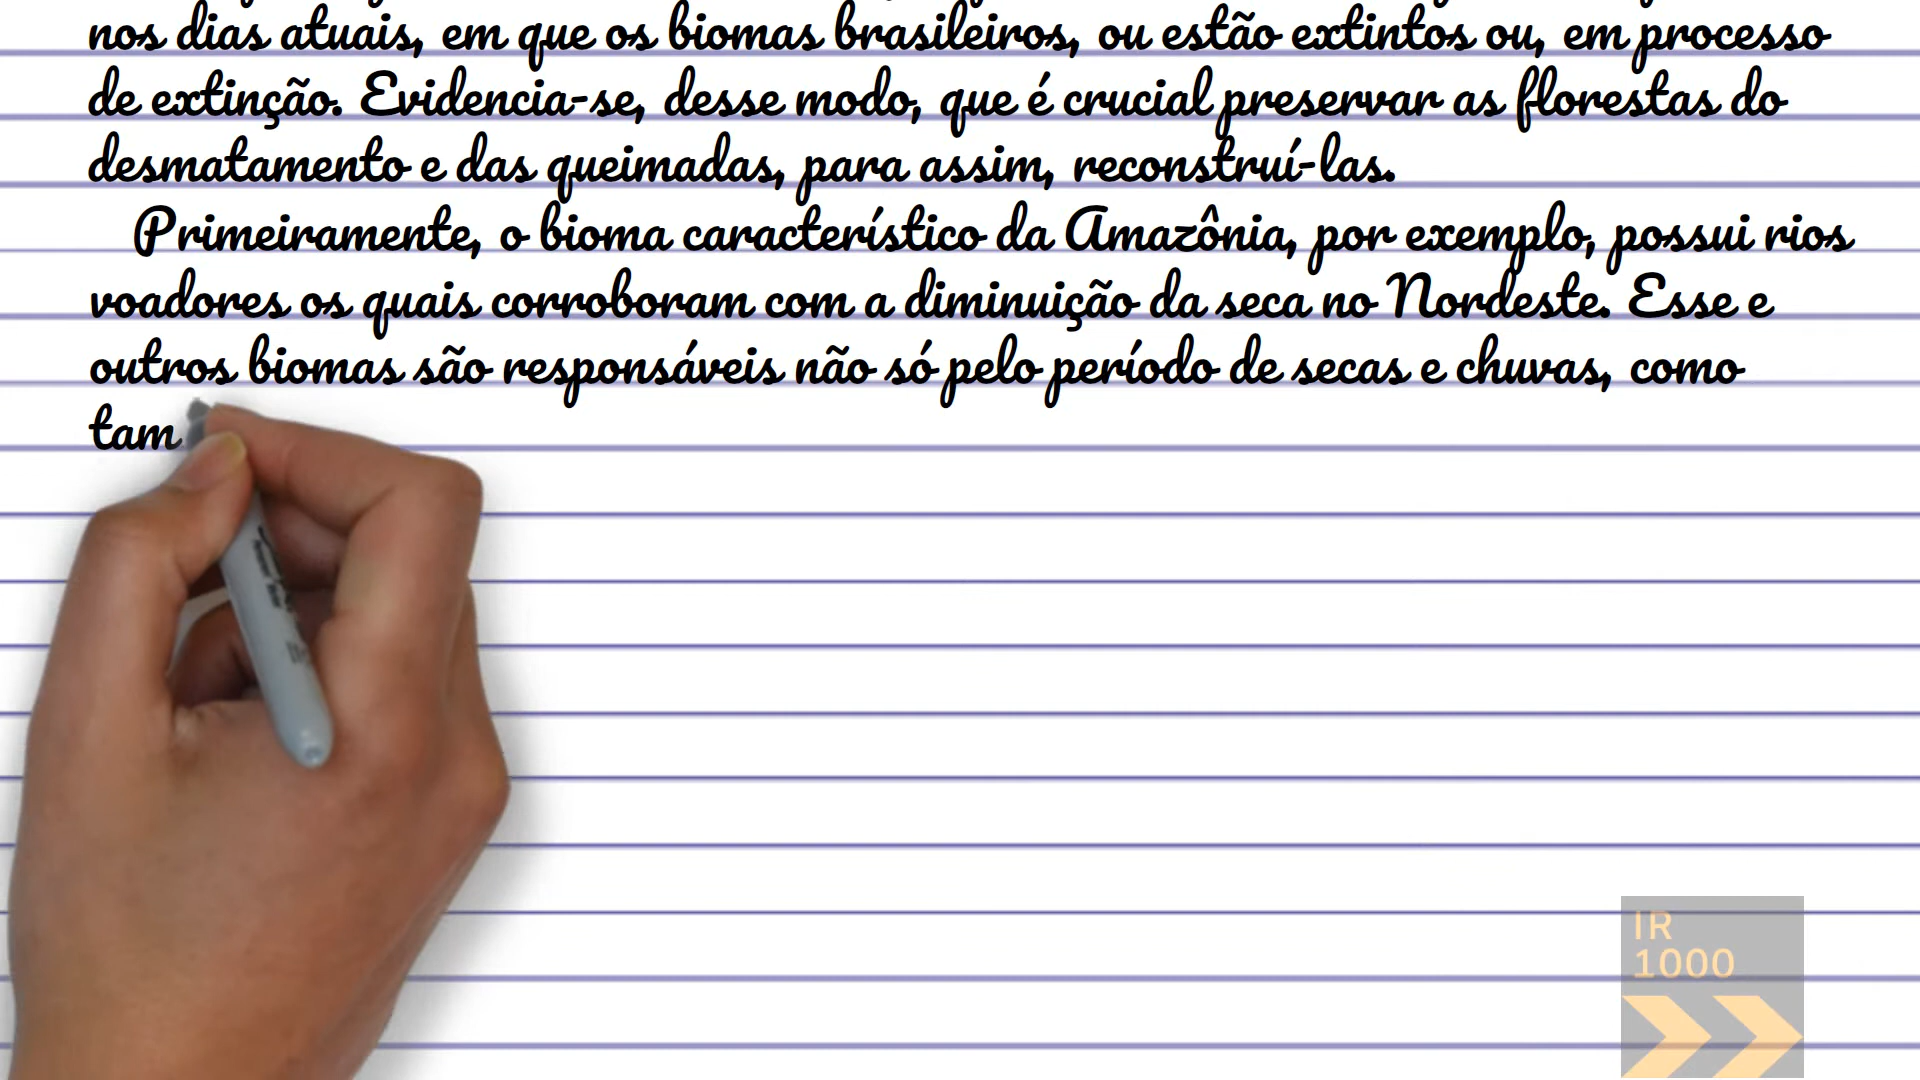 nos dias atuais, em que os biomas brasileiros, ou estão extintos ou, em processo
de extinção. Evidencia-se, desse modo, que é crucial preservar as florestas do
desmatamento e das queimadas, para assim, reconstruí-las.
Primeiramente, o bioma característico da Amazônia, por exemplo, possui rios
voadores os quais corroboram com a diminuição da seca no Nordeste. Esse e
outros biomas são responsáveis não só pelo período de secas e chuvas, como
tam
IR
1000